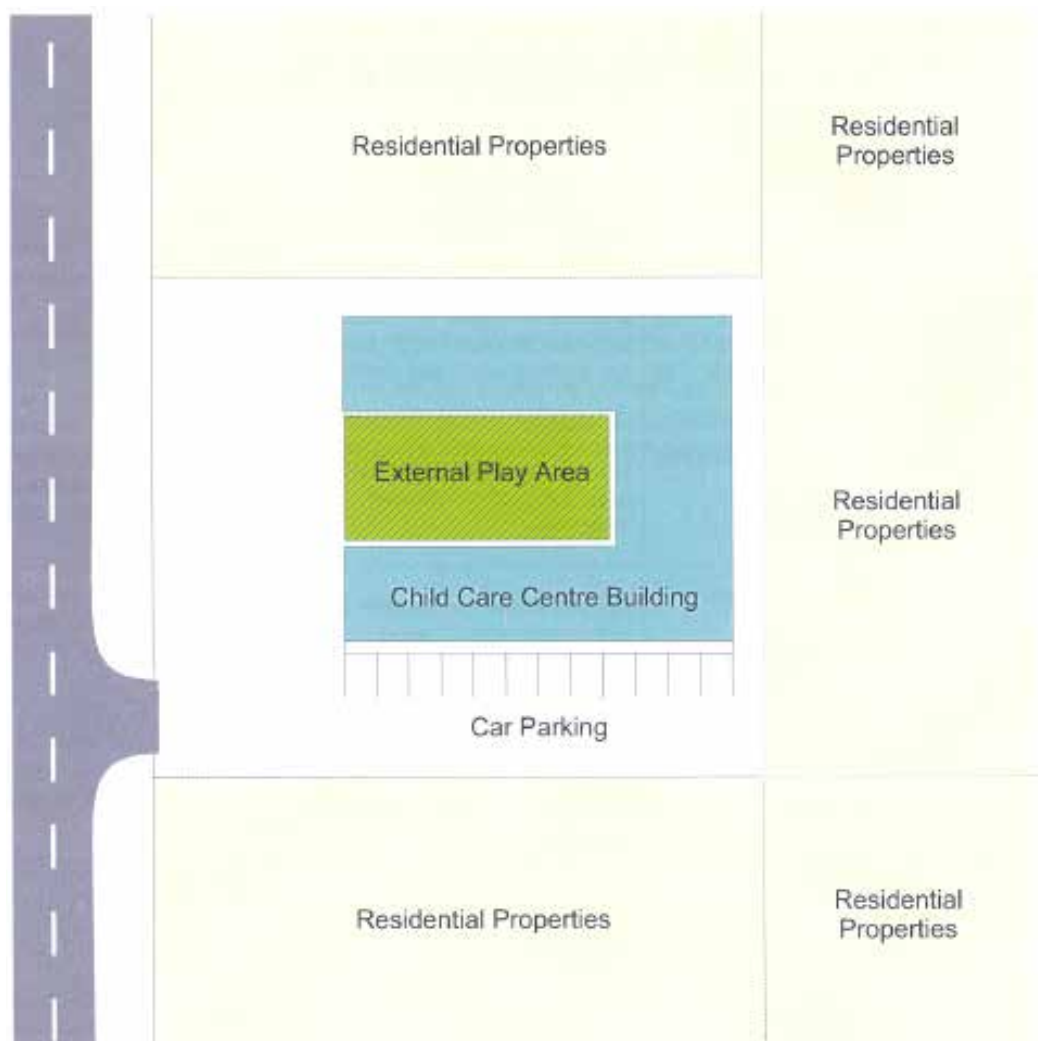 Residential Properties
Residential
Properties
External Play Area
Residential
Properties
Child Care Centre Building
Car Parking
Residential Properties
Residential
Properties